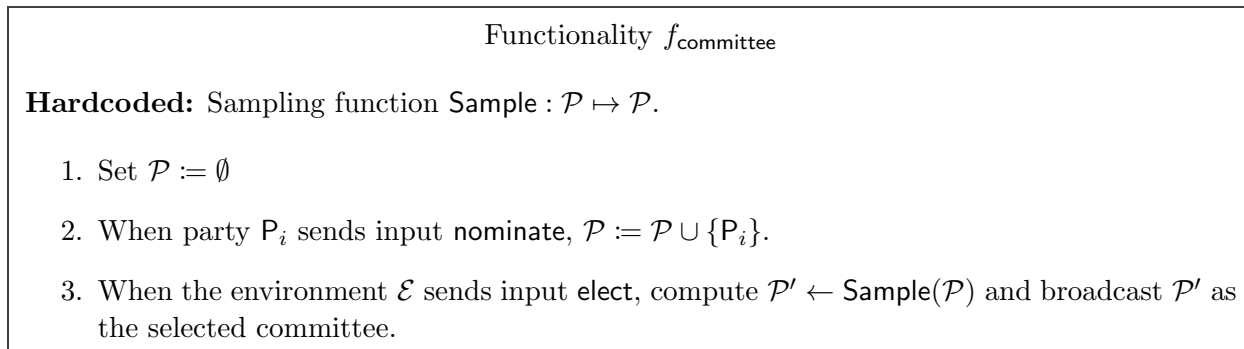 Functionality f_committee
Hardcoded: Sampling function Sample : 𝒫 ↦ 𝒫.
1. Set 𝒫 := ∅
2. When party P_i sends input nominate, 𝒫 := 𝒫 ∪ {P_i}.
3. When the environment ℰ sends input elect, compute 𝒫′ ← Sample(𝒫) and broadcast 𝒫′ as
the selected committee.